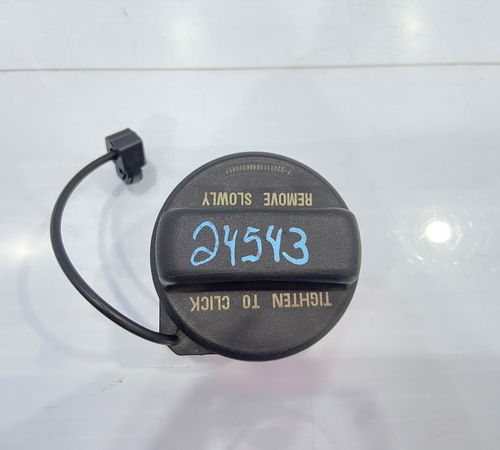 REMOVE SLOWLY
24543
TIGHTEN TO CLICK